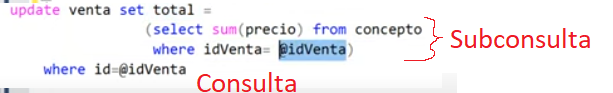 update venta set total =
(select sum(precio) from concepto
where idVenta= @idVenta)
Subconsulta
where id=@idVenta
Consulta